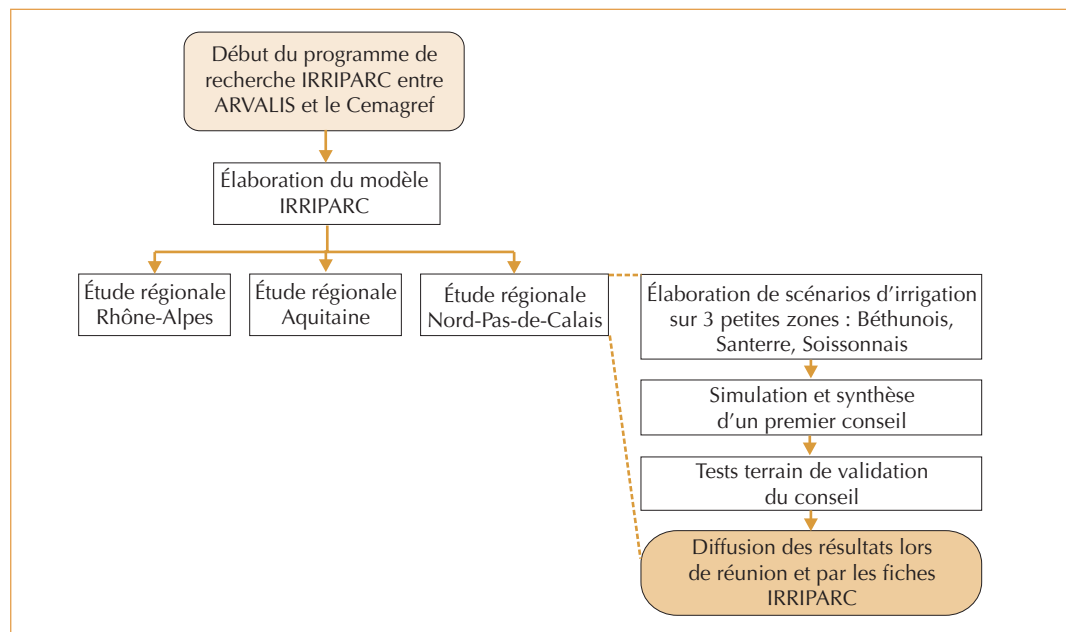 Début du programme de
recherche IRRIPARC entre
ARVALIS et le Cemagref
Élaboration du modèle
IRRIPARC
Étude régionale
Rhône-Alpes
Étude régionale
Aquitaine
Étude régionale
Nord-Pas-de-Calais
Élaboration de scénarios d’irrigation
sur 3 petites zones : Béthunois,
Santerre, Soissonnais
Simulation et synthèse
d’un premier conseil
Tests terrain de validation
du conseil
Diffusion des résultats lors
de réunion et par les fiches
IRRIPARC